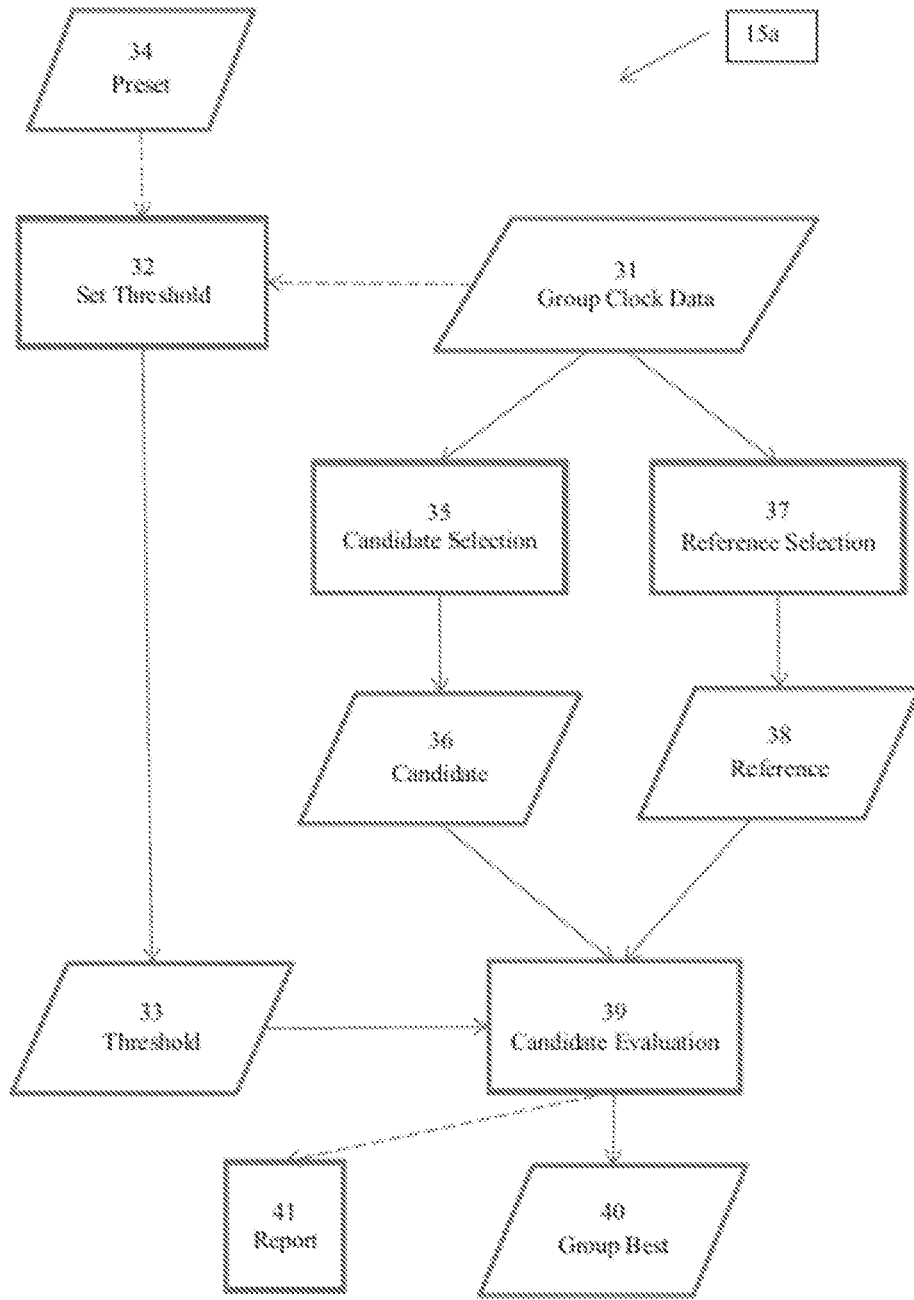 34
Preset
15a
32
Set Threshold
31
Group Clock Data
35
Candidate Selection
37
Reference Selection
36
Candidate
38
Reference
33
Threshold
39
Candidate Evaluation
41
Report
40
Group Best